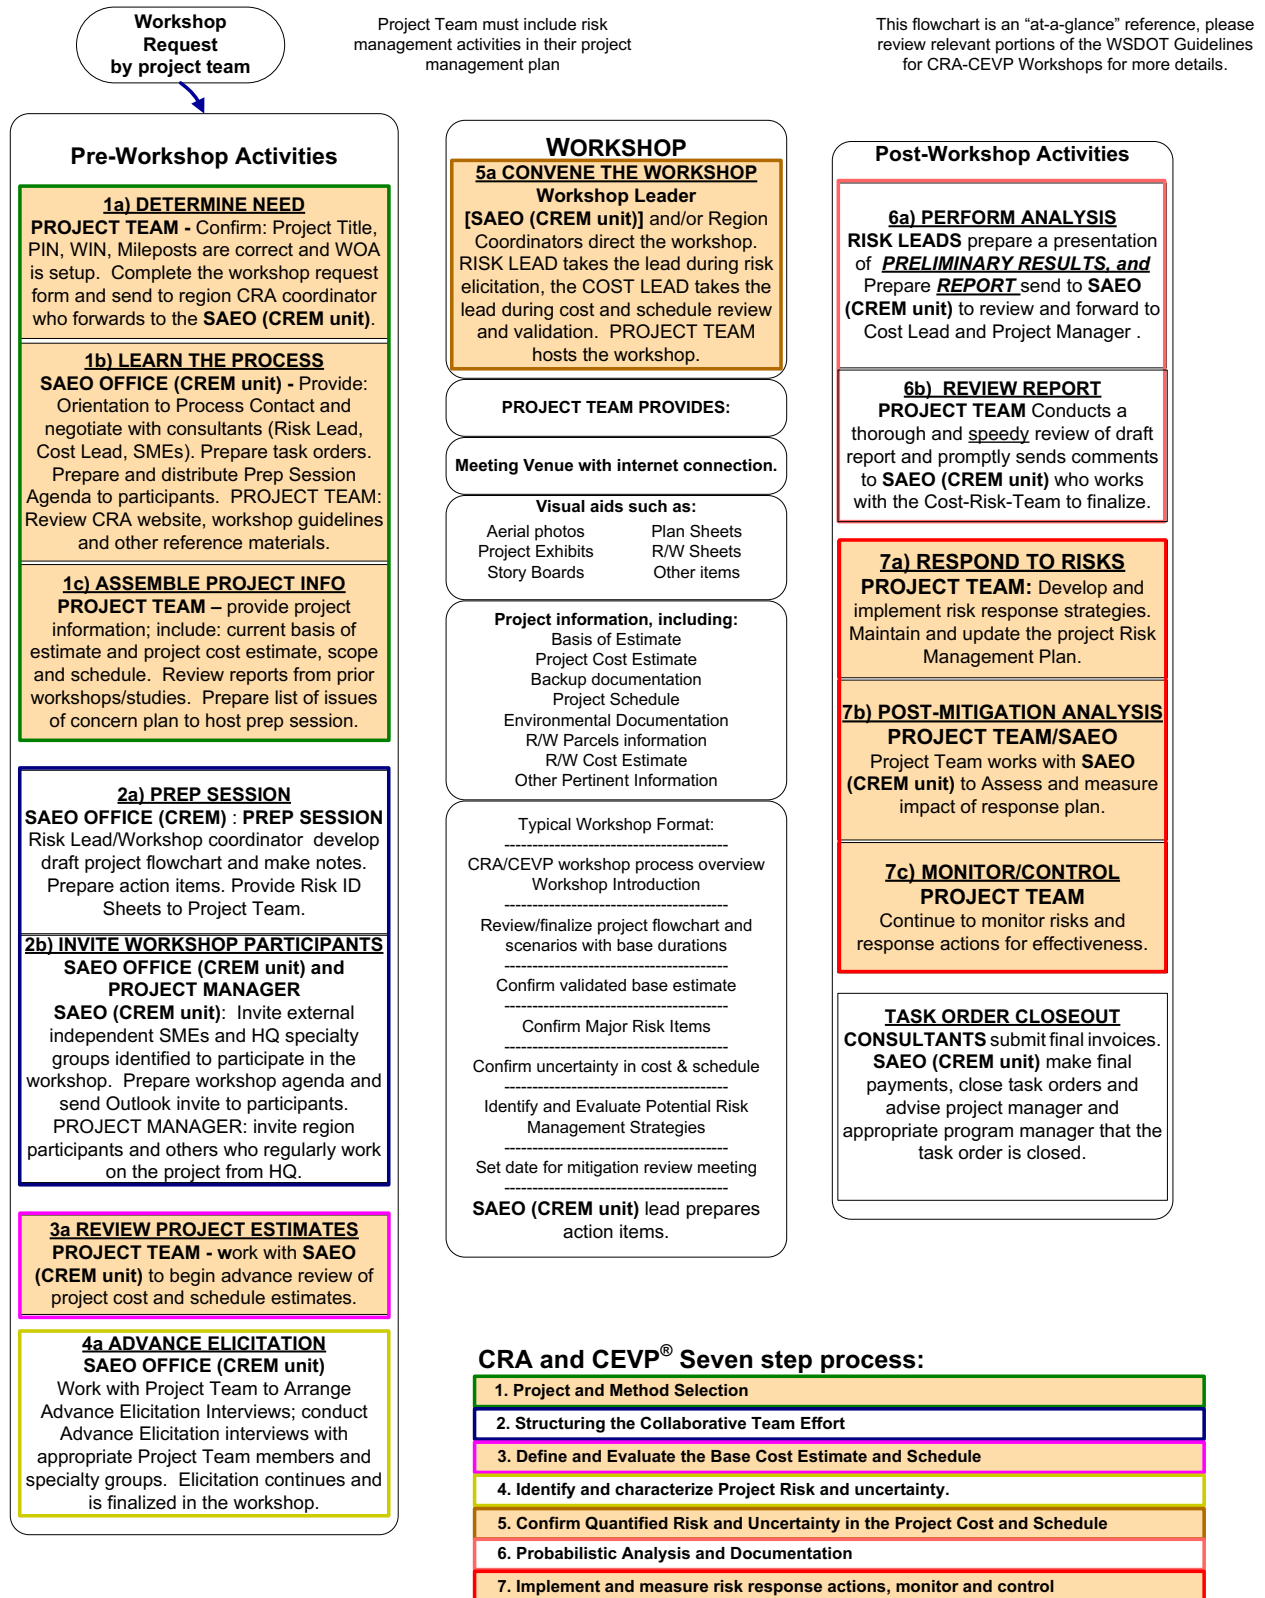 Workshop
Request
by project team
Project Team must include risk
management activities in their project
management plan
This flowchart is an “at-a-glance” reference, please
review relevant portions of the WSDOT Guidelines
for CRA-CEVP Workshops for more details.
Pre-Workshop Activities
1a) DETERMINE NEED
PROJECT TEAM - Confirm: Project Title,
PIN, WIN, Mileposts are correct and WOA
is setup. Complete the workshop request
form and send to region CRA coordinator
who forwards to the SAEO (CREM unit).
1b) LEARN THE PROCESS
SAEO OFFICE (CREM unit) - Provide:
Orientation to Process Contact and
negotiate with consultants (Risk Lead,
Cost Lead, SMEs). Prepare task orders.
Prepare and distribute Prep Session
Agenda to participants. PROJECT TEAM:
Review CRA website, workshop guidelines
and other reference materials.
1c) ASSEMBLE PROJECT INFO
PROJECT TEAM – provide project
information; include: current basis of
estimate and project cost estimate, scope
and schedule. Review reports from prior
workshops/studies. Prepare list of issues
of concern plan to host prep session.
2a) PREP SESSION
SAEO OFFICE (CREM) : PREP SESSION
Risk Lead/Workshop coordinator develop
draft project flowchart and make notes.
Prepare action items. Provide Risk ID
Sheets to Project Team.
2b) INVITE WORKSHOP PARTICIPANTS
SAEO OFFICE (CREM unit) and
PROJECT MANAGER
SAEO (CREM unit): Invite external
independent SMEs and HQ specialty
groups identified to participate in the
workshop. Prepare workshop agenda and
send Outlook invite to participants.
PROJECT MANAGER: invite region
participants and others who regularly work
on the project from HQ.
3a REVIEW PROJECT ESTIMATES
PROJECT TEAM - work with SAEO
(CREM unit) to begin advance review of
project cost and schedule estimates.
4a ADVANCE ELICITATION
SAEO OFFICE (CREM unit)
Work with Project Team to Arrange
Advance Elicitation Interviews; conduct
Advance Elicitation interviews with
appropriate Project Team members and
specialty groups. Elicitation continues and
is finalized in the workshop.
WORKSHOP
5a CONVENE THE WORKSHOP
Workshop Leader
[SAEO (CREM unit)] and/or Region
Coordinators direct the workshop.
RISK LEAD takes the lead during risk
elicitation, the COST LEAD takes the
lead during cost and schedule review
and validation. PROJECT TEAM
hosts the workshop.
PROJECT TEAM PROVIDES:
Meeting Venue with internet connection.
Visual aids such as:
Aerial photos Plan Sheets
Project Exhibits R/W Sheets
Story Boards Other items
Project information, including:
Basis of Estimate
Project Cost Estimate
Backup documentation
Project Schedule
Environmental Documentation
R/W Parcels information
R/W Cost Estimate
Other Pertinent Information
Typical Workshop Format:
----------------------------------------
CRA/CEVP workshop process overview
Workshop Introduction
----------------------------------------
Review/finalize project flowchart and
scenarios with base durations
----------------------------------------
Confirm validated base estimate
----------------------------------------
Confirm Major Risk Items
----------------------------------------
Confirm uncertainty in cost & schedule
----------------------------------------
Identify and Evaluate Potential Risk
Management Strategies
----------------------------------------
Set date for mitigation review meeting
----------------------------------------
SAEO (CREM unit) lead prepares
action items.
Post-Workshop Activities
6a) PERFORM ANALYSIS
RISK LEADS prepare a presentation
of PRELIMINARY RESULTS, and
Prepare REPORT send to SAEO
(CREM unit) to review and forward to
Cost Lead and Project Manager .
6b) REVIEW REPORT
PROJECT TEAM Conducts a
thorough and speedy review of draft
report and promptly sends comments
to SAEO (CREM unit) who works
with the Cost-Risk-Team to finalize.
7a) RESPOND TO RISKS
PROJECT TEAM: Develop and
implement risk response strategies.
Maintain and update the project Risk
Management Plan.
7b) POST-MITIGATION ANALYSIS
PROJECT TEAM/SAEO
Project Team works with SAEO
(CREM unit) to Assess and measure
impact of response plan.
7c) MONITOR/CONTROL
PROJECT TEAM
Continue to monitor risks and
response actions for effectiveness.
TASK ORDER CLOSEOUT
CONSULTANTS submit final invoices.
SAEO (CREM unit) make final
payments, close task orders and
advise project manager and
appropriate program manager that the
task order is closed.
CRA and CEVP® Seven step process:
1. Project and Method Selection
2. Structuring the Collaborative Team Effort
3. Define and Evaluate the Base Cost Estimate and Schedule
4. Identify and characterize Project Risk and uncertainty.
5. Confirm Quantified Risk and Uncertainty in the Project Cost and Schedule
6. Probabilistic Analysis and Documentation
7. Implement and measure risk response actions, monitor and control